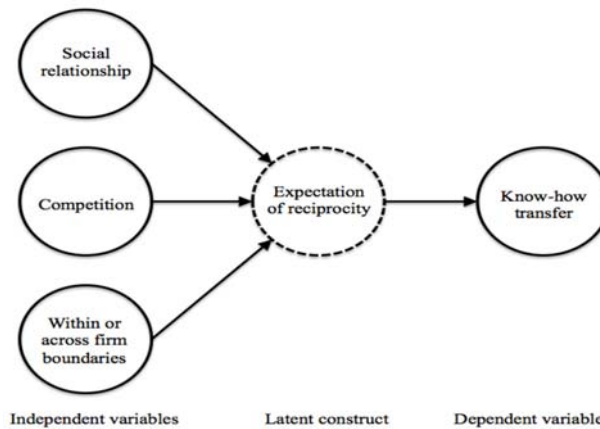 Social
relationship
Competition
Within or
across firm
boundaries
Expectation
of reciprocity
Know-how
transfer
Independent variables
Latent construct
Dependent variable